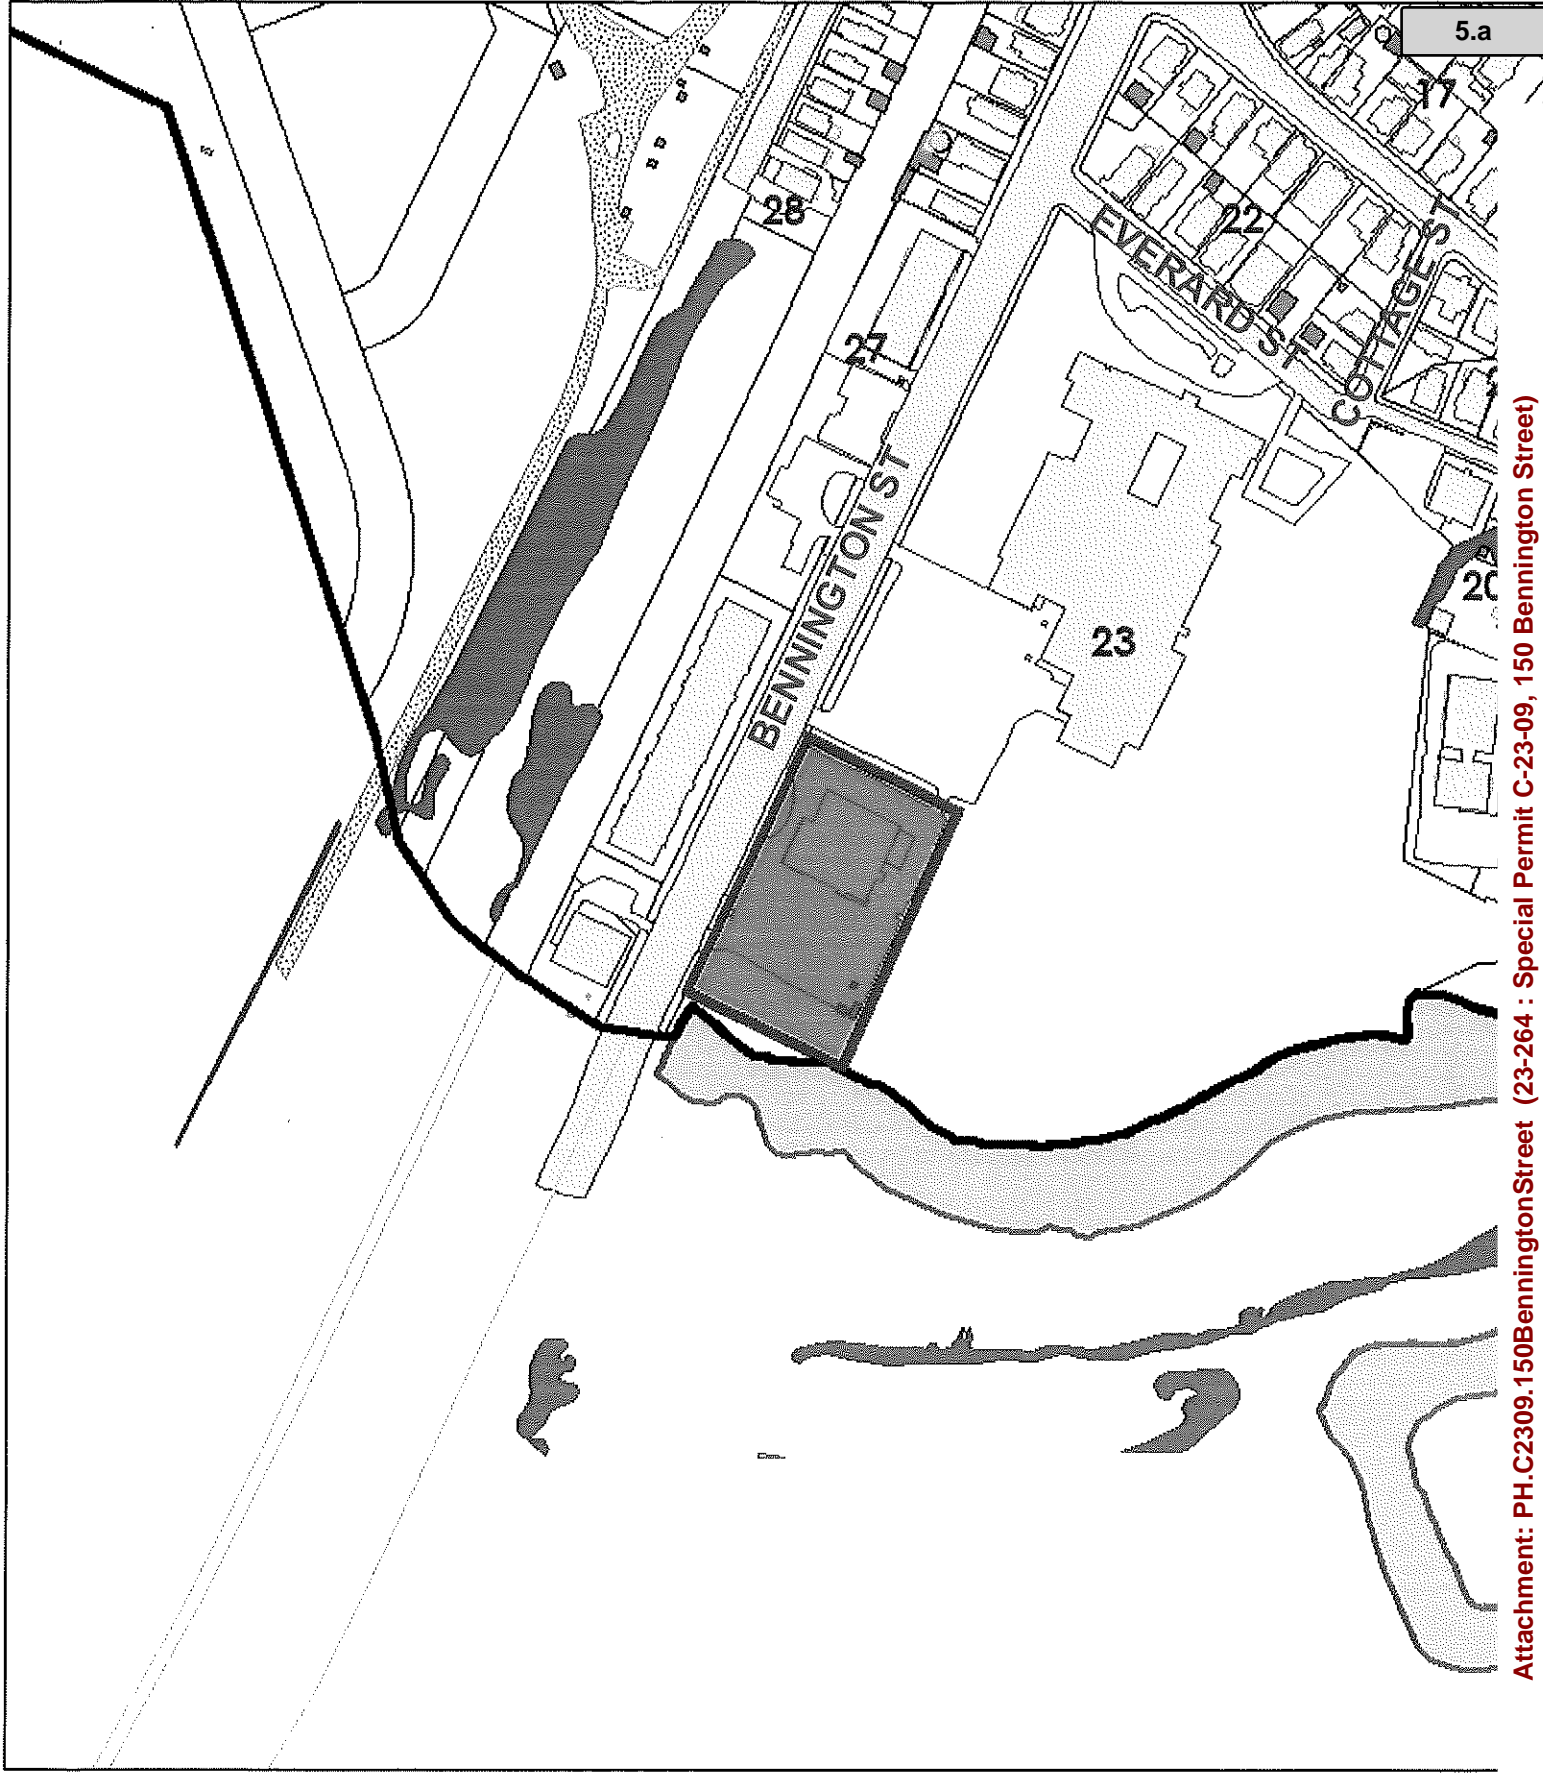 5.a
17
28
EVERARD ST
22
COTTAGE ST
27
BENNINGTON ST
20
23
Attachment: PH.C2309.150BenningtonStreet (23-264 : Special Permit C-23-09, 150 Bennington Street)